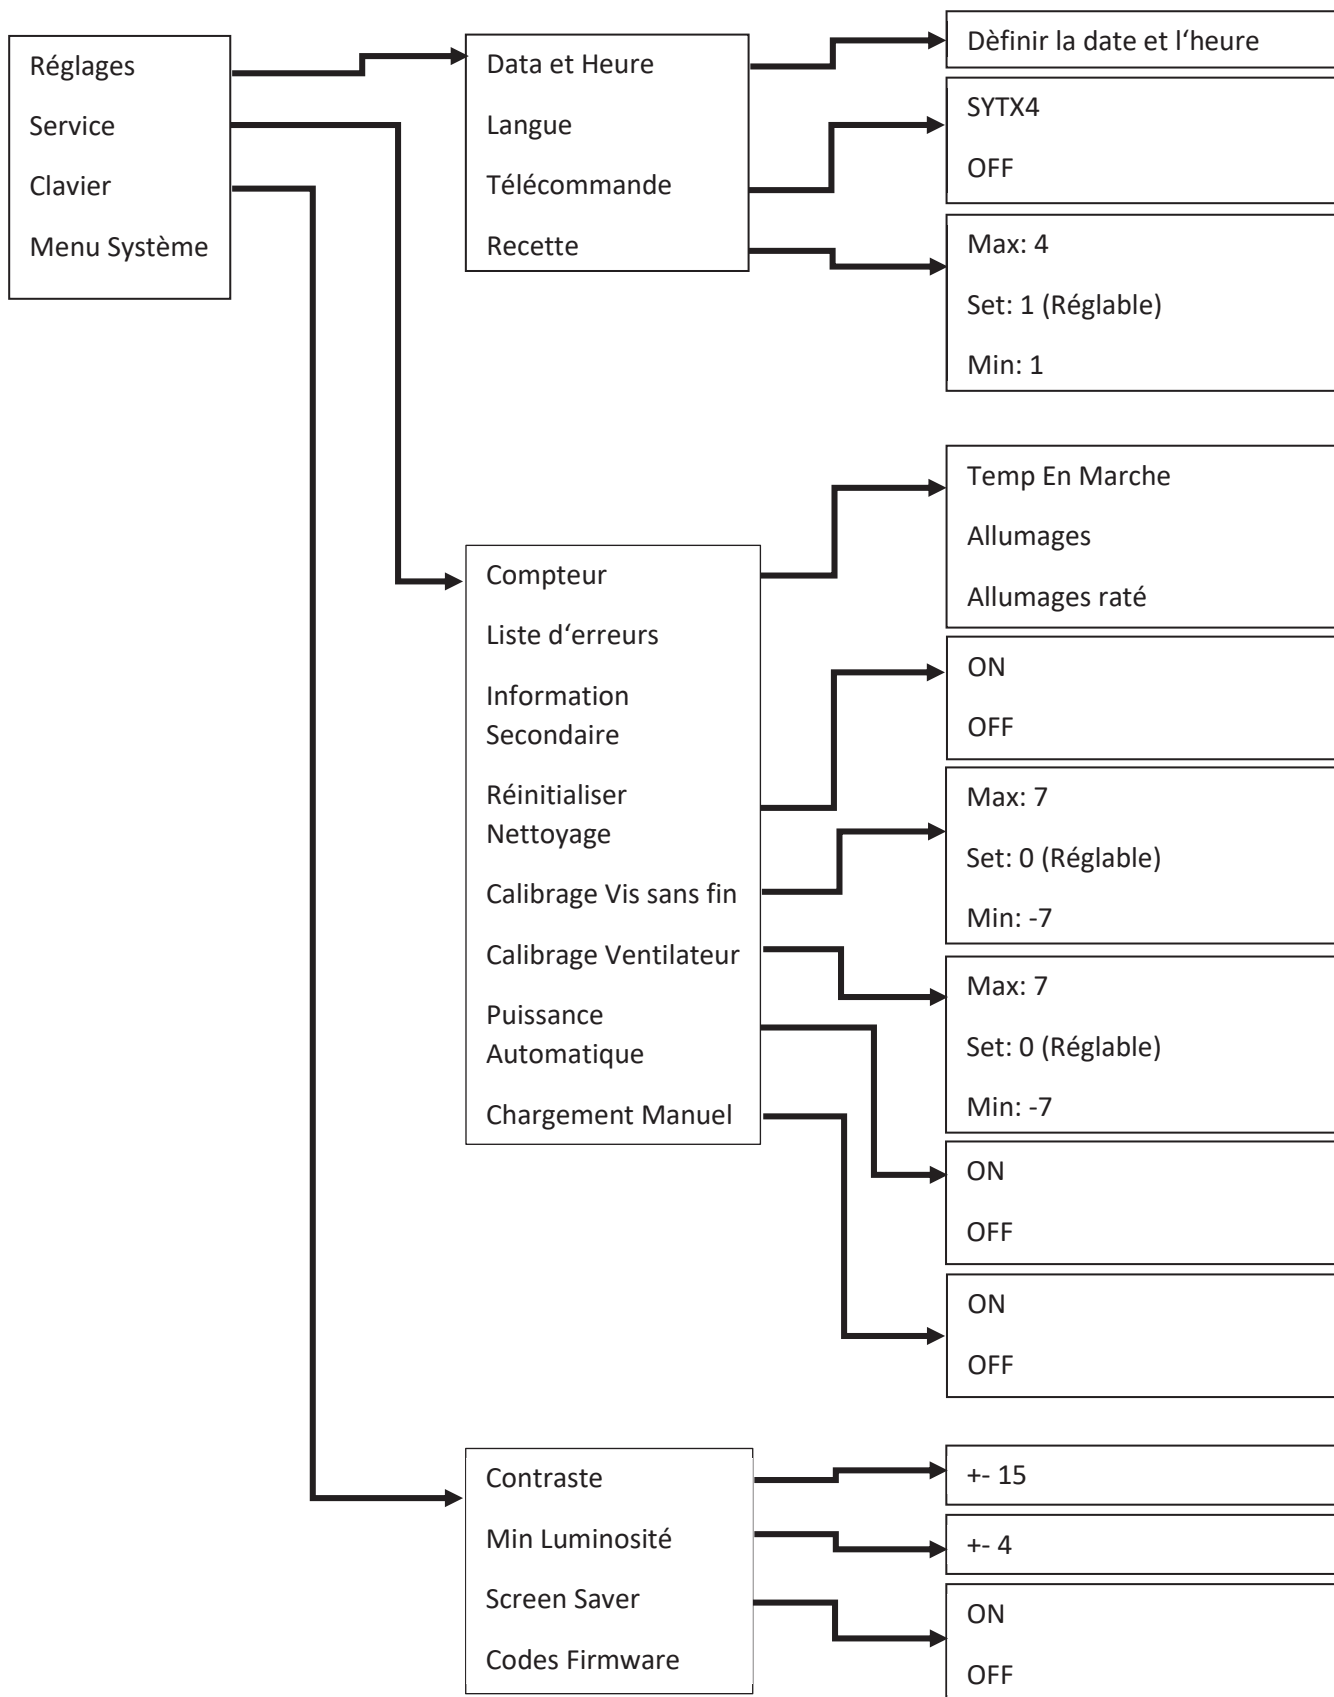 Réglages
Service
Clavier
Menu Système
Data et Heure
Langue
Télécommande
Recette
Dèfinir la date et l‘heure
SYTX4
OFF
Max: 4
Set: 1 (Réglable)
Min: 1
Compteur
Liste d‘erreurs
Information
Secondaire
Réinitialiser
Nettoyage
Calibrage Vis sans fin
Calibrage Ventilateur
Puissance
Automatique
Chargement Manuel
Temp En Marche
Allumages
Allumages raté
ON
OFF
Max: 7
Set: 0 (Réglable)
Min: -7
Max: 7
Set: 0 (Réglable)
Min: -7
ON
OFF
ON
OFF
Contraste
Min Luminosité
Screen Saver
Codes Firmware
+- 15
+- 4
ON
OFF